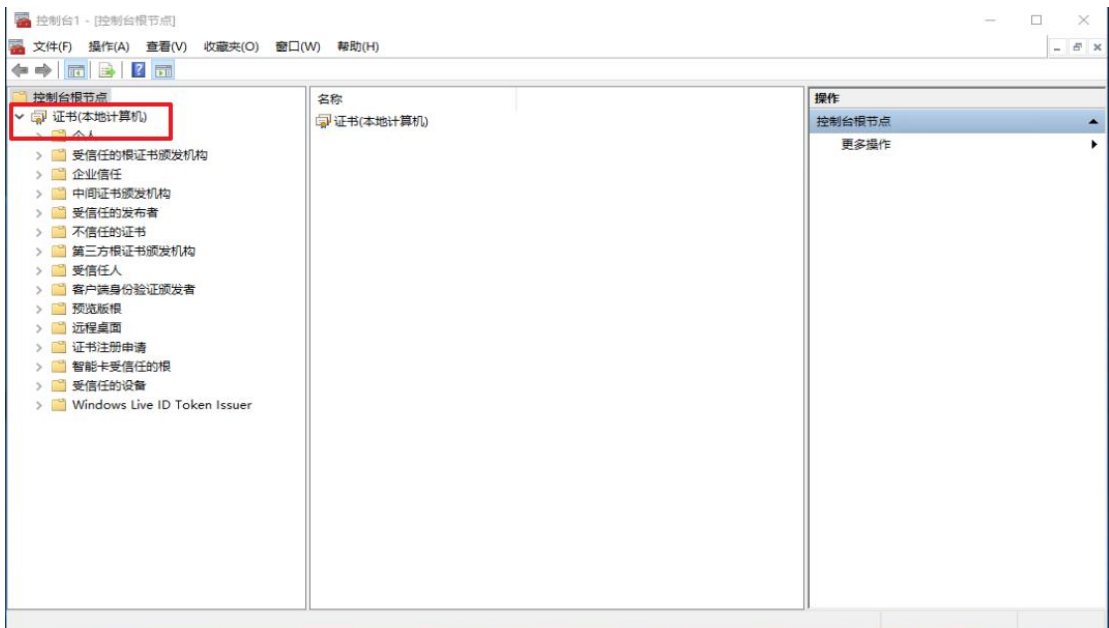 控制台1 - [控制台根节点]
文件(F) 操作(A) 查看(V) 收藏夹(O) 窗口(W) 帮助(H)
控制台根节点
证书(本地计算机)
个人
受信任的根证书颁发机构
企业信任
中间证书颁发机构
受信任的发布者
不信任的证书
第三方根证书颁发机构
受信任人
客户端身份验证颁发者
预览版根
远程桌面
证书注册申请
智能卡受信任的根
受信任的设备
Windows Live ID Token Issuer
名称
证书(本地计算机)
操作
控制台根节点
更多操作